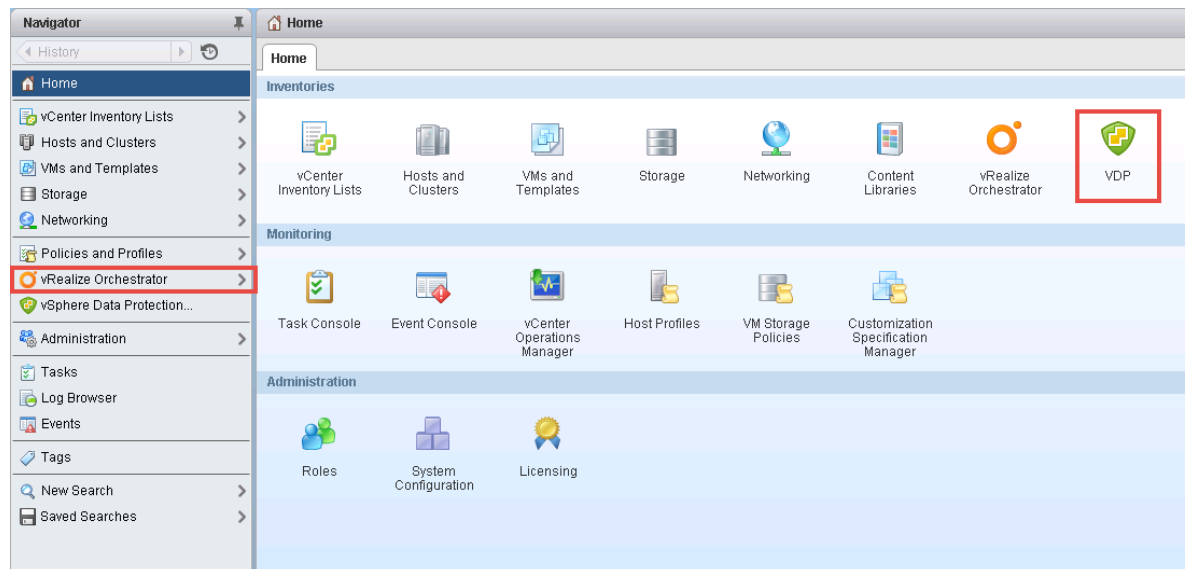 Navigator
History
Home
vCenter Inventory Lists
Hosts and Clusters
VMs and Templates
Storage
Networking
Policies and Profiles
vRealize Orchestrator
vSphere Data Protection...
Administration
Tasks
Log Browser
Events
Tags
New Search
Saved Searches
Home
Home
Inventories
vCenter
Inventory Lists
Hosts and
Clusters
VMs and
Templates
Storage
Networking
Content
Libraries
vRealize
Orchestrator
VDP
Monitoring
Task Console
Event Console
vCenter
Operations
Manager
Host Profiles
VM Storage
Policies
Customization
Specification
Manager
Administration
Roles
System
Configuration
Licensing